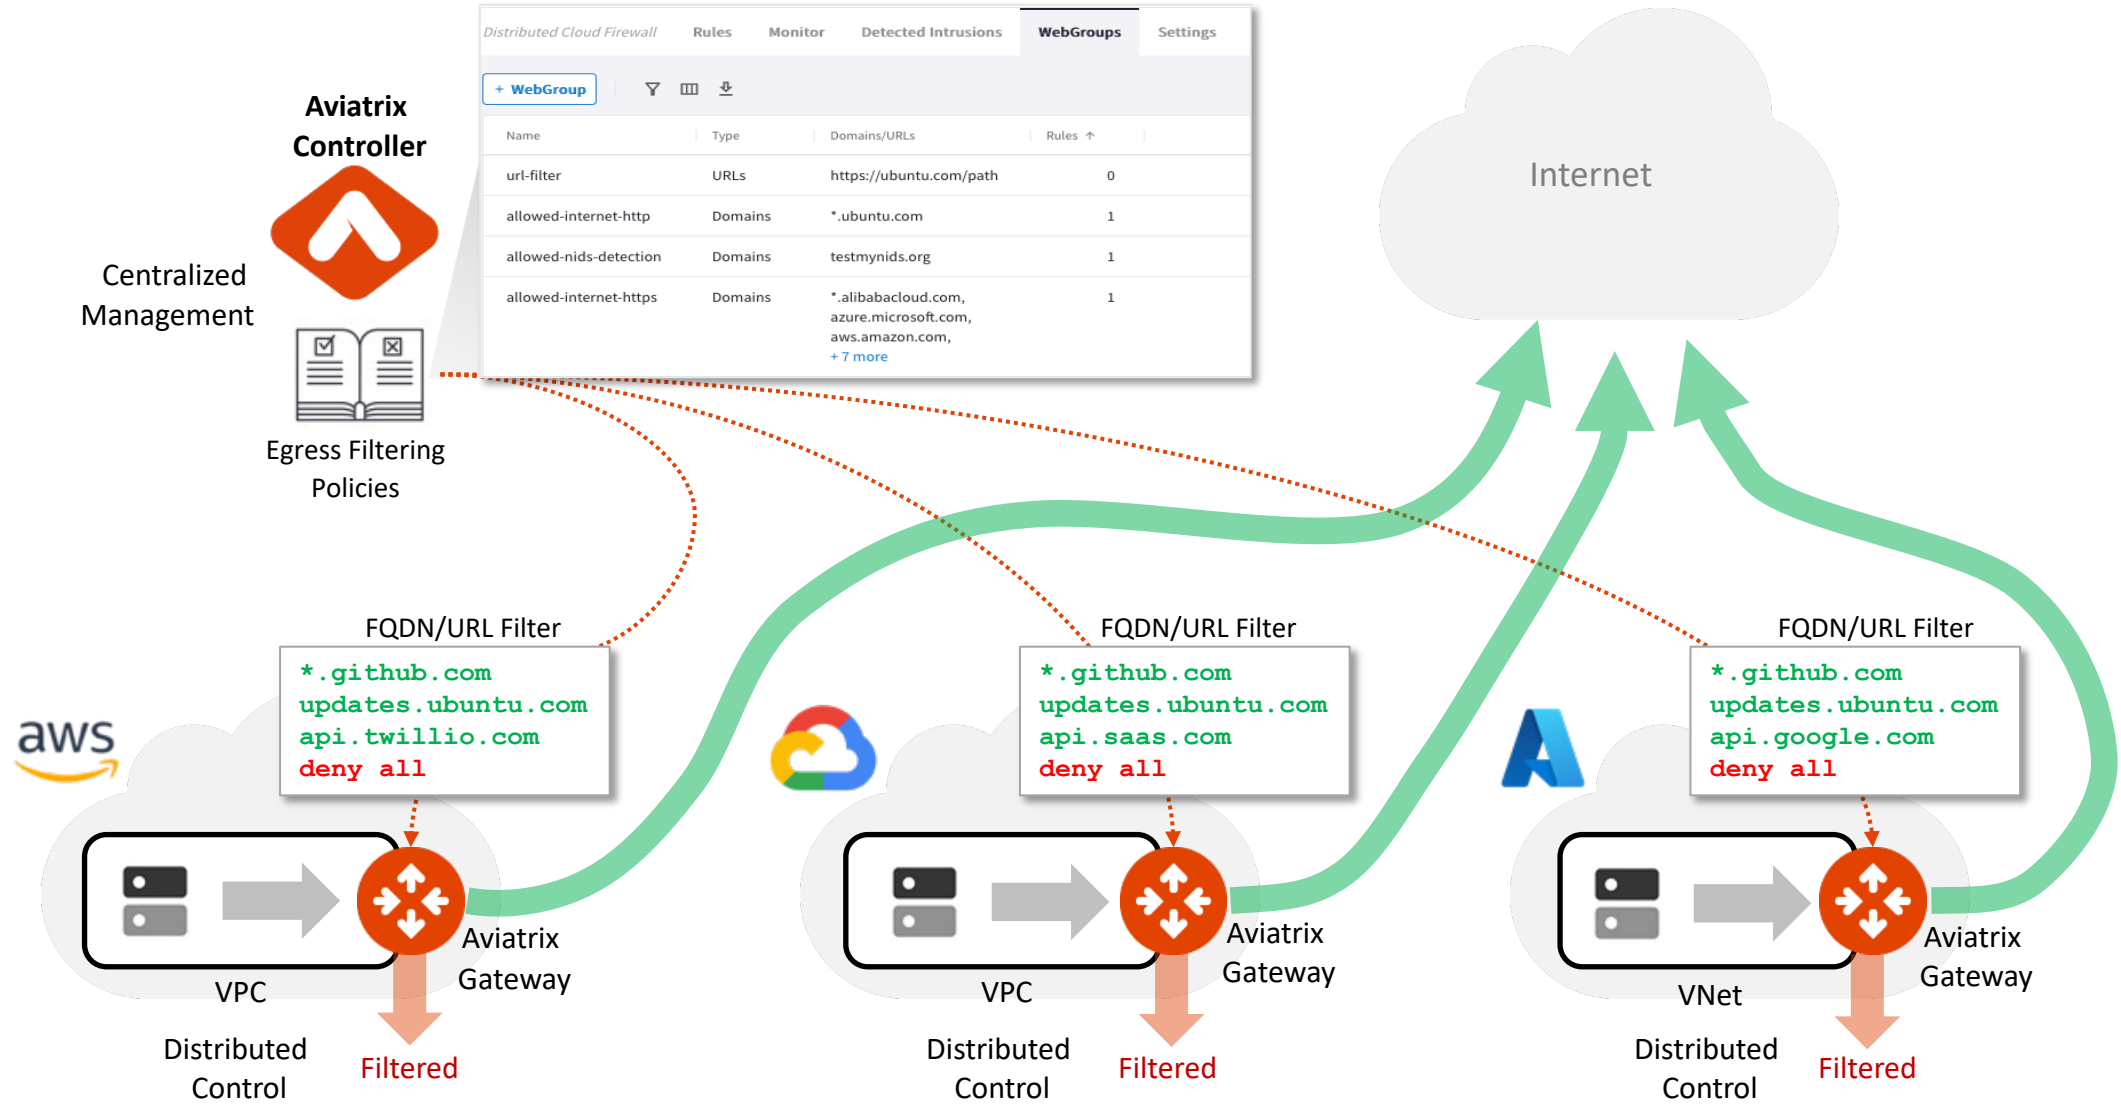 Distributed Cloud Firewall Rules Monitor Detected Intrusions WebGroups Settings
+ WebGroup
Name Type Domains/URLs Rules ↑
url-filter URLs https://ubuntu.com/path 0
allowed-internet-http Domains *.ubuntu.com 1
allowed-nids-detection Domains testmynids.org 1
allowed-internet-https Domains *.alibabacloud.com, 1
azure.microsoft.com,
aws.amazon.com,
+ 7 more
Aviatrix
Controller
Centralized
Management
Egress Filtering
Policies
Internet
FQDN/URL Filter
*.github.com
updates.ubuntu.com
api.twillio.com
deny all
aws
Aviatrix
Gateway
VPC
Distributed
Control
Filtered
FQDN/URL Filter
*.github.com
updates.ubuntu.com
api.saas.com
deny all
Aviatrix
Gateway
VPC
Distributed
Control
Filtered
FQDN/URL Filter
*.github.com
updates.ubuntu.com
api.google.com
deny all
Aviatrix
Gateway
VNet
Distributed
Control
Filtered